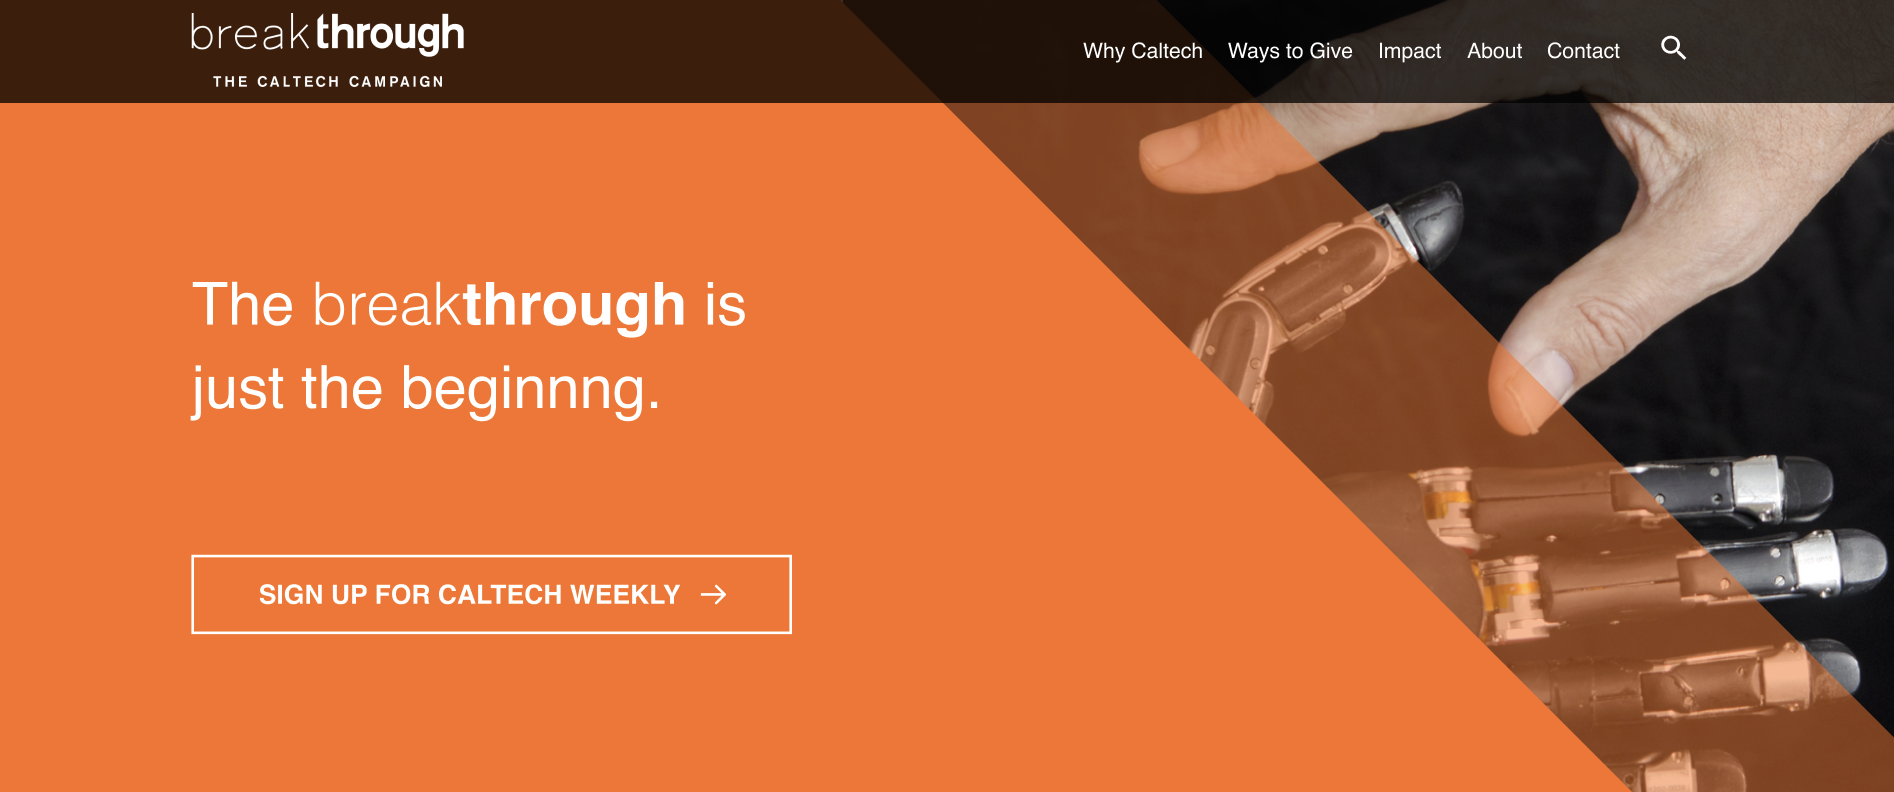 breakthrough
THE CALTECH CAMPAIGN
Why Caltech Ways to Give Impact About Contact
The breakthrough is
just the beginnng.
SIGN UP FOR CALTECH WEEKLY →